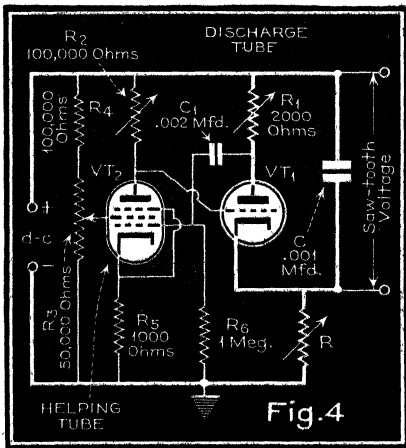 DISCHARGE
TUBE
R2
100,000 Ohms
100,000
Ohms
R4
C1
.002 Mfd.
R1
2000
Ohms
VT2
VT1
+
d-c
−
C
.001
Mfd.
Saw-tooth
Voltage
R3
50,000 Ohms
R5
1000
Ohms
R6
1 Meg.
R
HELPING
TUBE
Fig.4